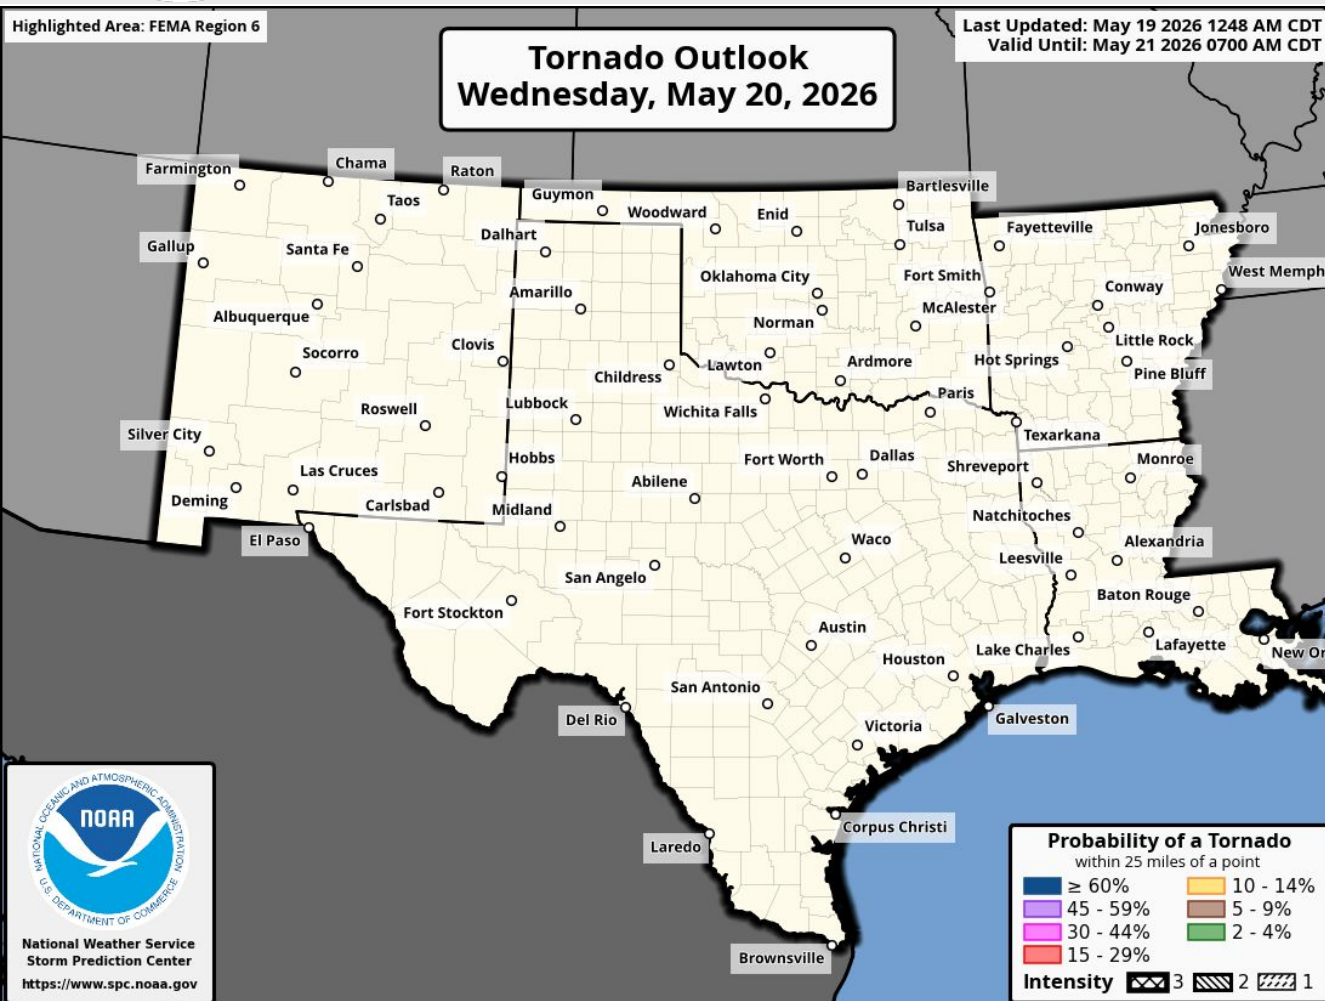 Highlighted Area: FEMA Region 6
Last Updated: May 19 2026 1248 AM CDT
Valid Until: May 21 2026 0700 AM CDT
Tornado Outlook
Wednesday, May 20, 2026
Farmington
Chama
Raton
Taos
Guymon
Woodward
Enid
Bartlesville
Tulsa
Fayetteville
Jonesboro
Gallup
Santa Fe
Dalhart
Oklahoma City
Fort Smith
West Memph
Amarillo
Conway
Albuquerque
Norman
McAlester
Little Rock
Socorro
Clovis
Childress
Lawton
Ardmore
Hot Springs
Pine Bluff
Roswell
Lubbock
Wichita Falls
Paris
Texarkana
Silver City
Las Cruces
Hobbs
Abilene
Fort Worth
Dallas
Shreveport
Monroe
Deming
Carlsbad
Midland
Natchitoches
El Paso
Waco
Leesville
Alexandria
San Angelo
Fort Stockton
Baton Rouge
Austin
Lake Charles
Lafayette
New Or
Houston
San Antonio
Del Rio
Galveston
Victoria
Laredo
Corpus Christi
Brownsville
NATIONAL OCEANIC AND ATMOSPHERIC ADMINISTRATION
NOAA
U.S. DEPARTMENT OF COMMERCE
National Weather Service
Storm Prediction Center
https://www.spc.noaa.gov
Probability of a Tornado
within 25 miles of a point
≥ 60% 10 - 14%
45 - 59% 5 - 9%
30 - 44% 2 - 4%
15 - 29%
Intensity 3 2 1